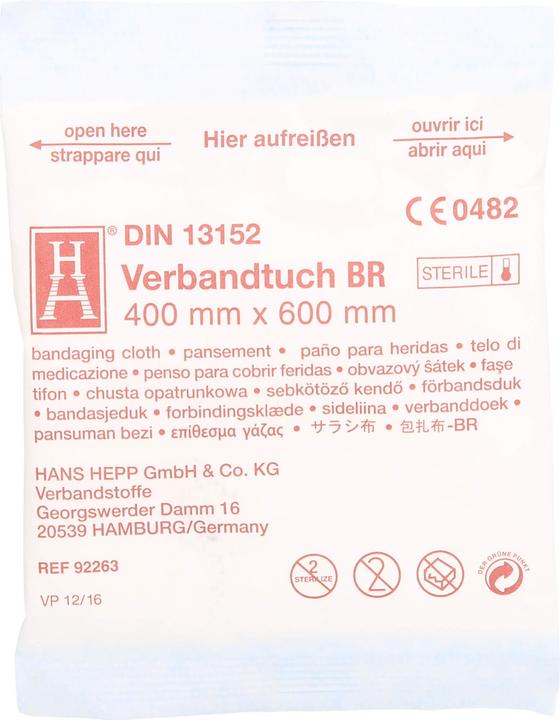 open here
strappare qui
Hier aufreißen
ouvrir ici
abrir aqui
CE 0482
HA ® DIN 13152
Verbandtuch BR
STERILE
400 mm x 600 mm
bandaging cloth • pansement • paño para heridas • telo di
medicazione • penso para cobrir feridas • obvazový šátek • faşe
tifon • chusta opatrunkowa • sebkötöző kendő • förbandsduk
• bandasjeduk • forbindingsklæde • sideliina • verbanddoek •
pansuman bezi • επίθεσμα γάζας • サラシ布 • 包扎布-BR
HANS HEPP GmbH & Co. KG
Verbandstoffe
Georgswerder Damm 16
20539 HAMBURG/Germany
REF 92263
2
STERILIZE
2
DER GRÜNE PUNKT
VP 12/16